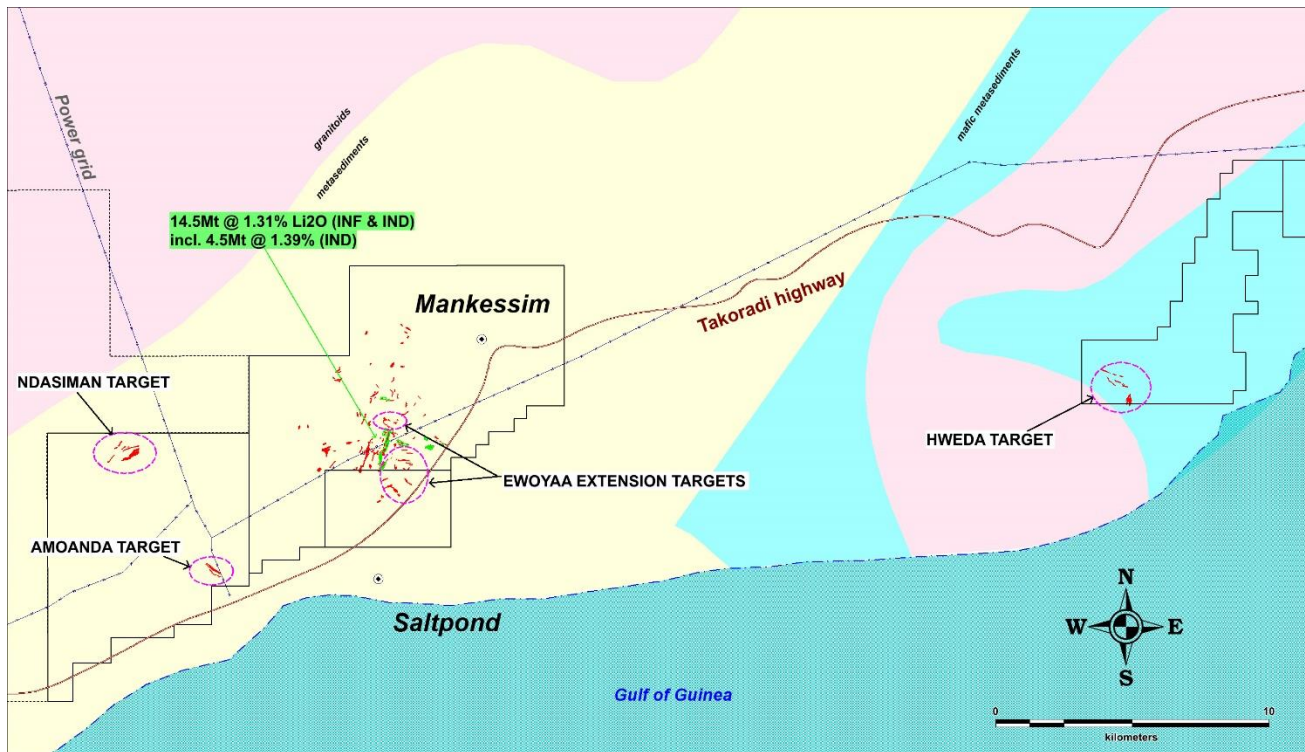 Power grid
granitoids
metasediments
mafic metasediments
14.5Mt @ 1.31% Li2O (INF & IND)
incl. 4.5Mt @ 1.39% (IND)
Mankessim
Takoradi highway
NDASIMAN TARGET
HWEDA TARGET
EWOYAA EXTENSION TARGETS
AMOANDA TARGET
Saltpond
Gulf of Guinea
N
W E
S
0 10
kilometers